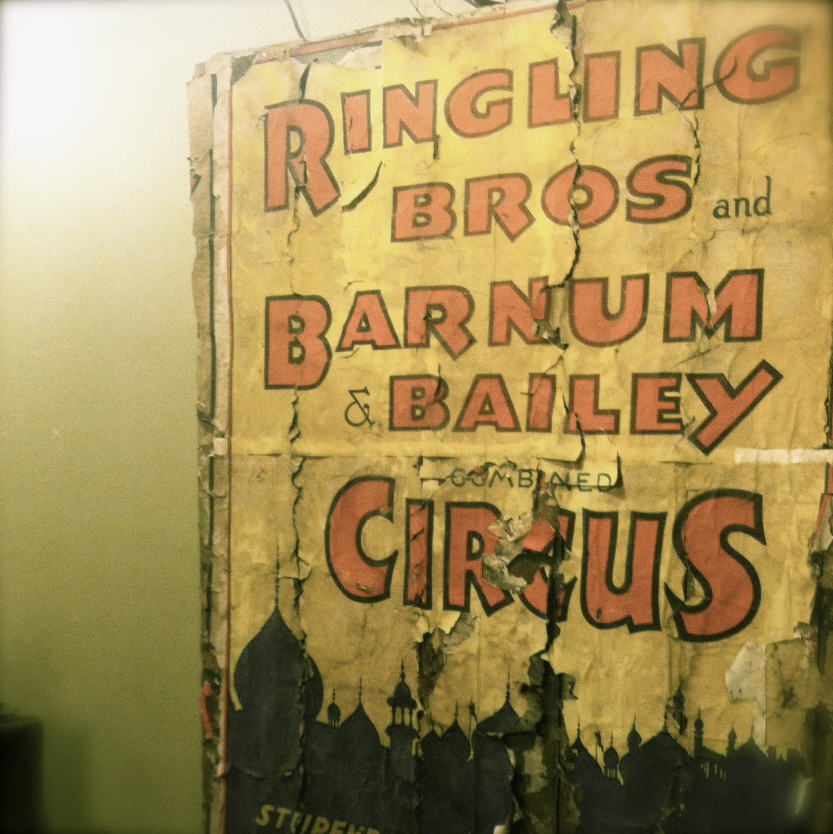 RINGLING
BROS and
BARNUM
& BAILEY
COMBINED
CIRCUS